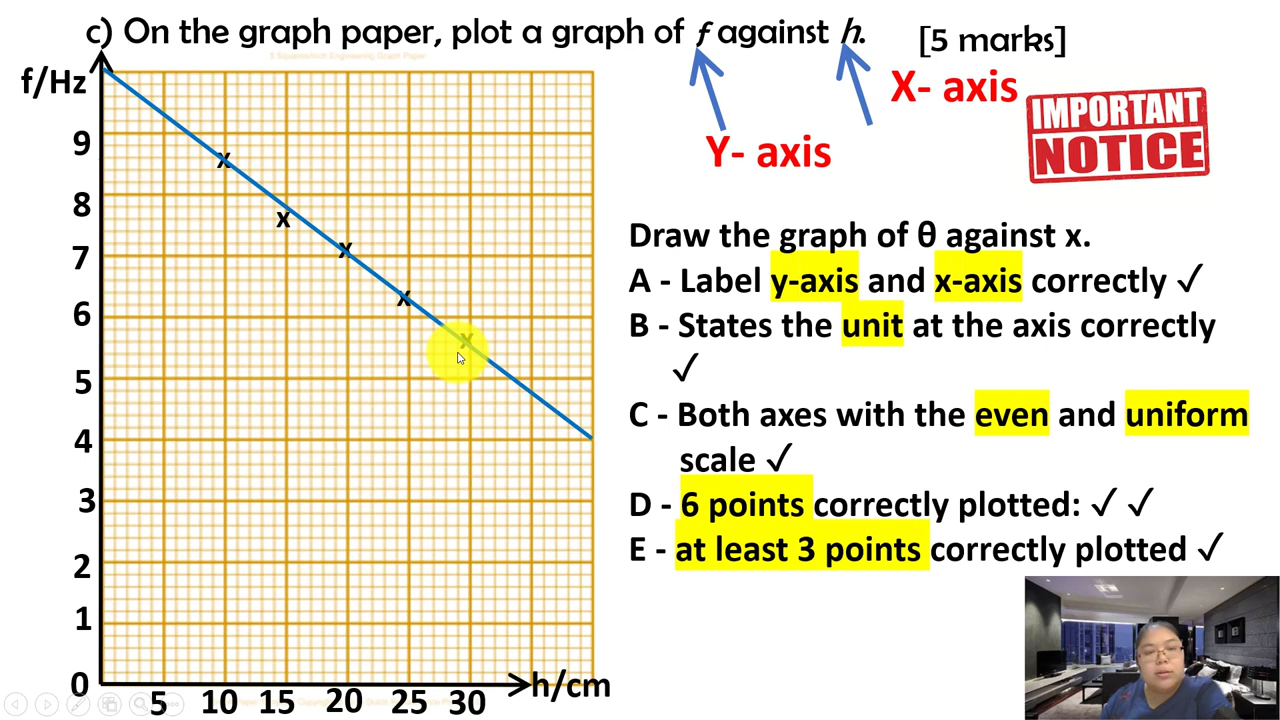 c) On the graph paper, plot a graph of f against h.
[5 marks]
f/Hz
X- axis
Y- axis
IMPORTANT
NOTICE
9
8
7
6
5
4
3
2
1
0
x
x
x
x
x
5 10 15 20 25 30
h/cm
Draw the graph of θ against x.
A - Label y-axis and x-axis correctly ✓
B - States the unit at the axis correctly
✓
C - Both axes with the even and uniform
scale ✓
D - 6 points correctly plotted: ✓ ✓
E - at least 3 points correctly plotted ✓